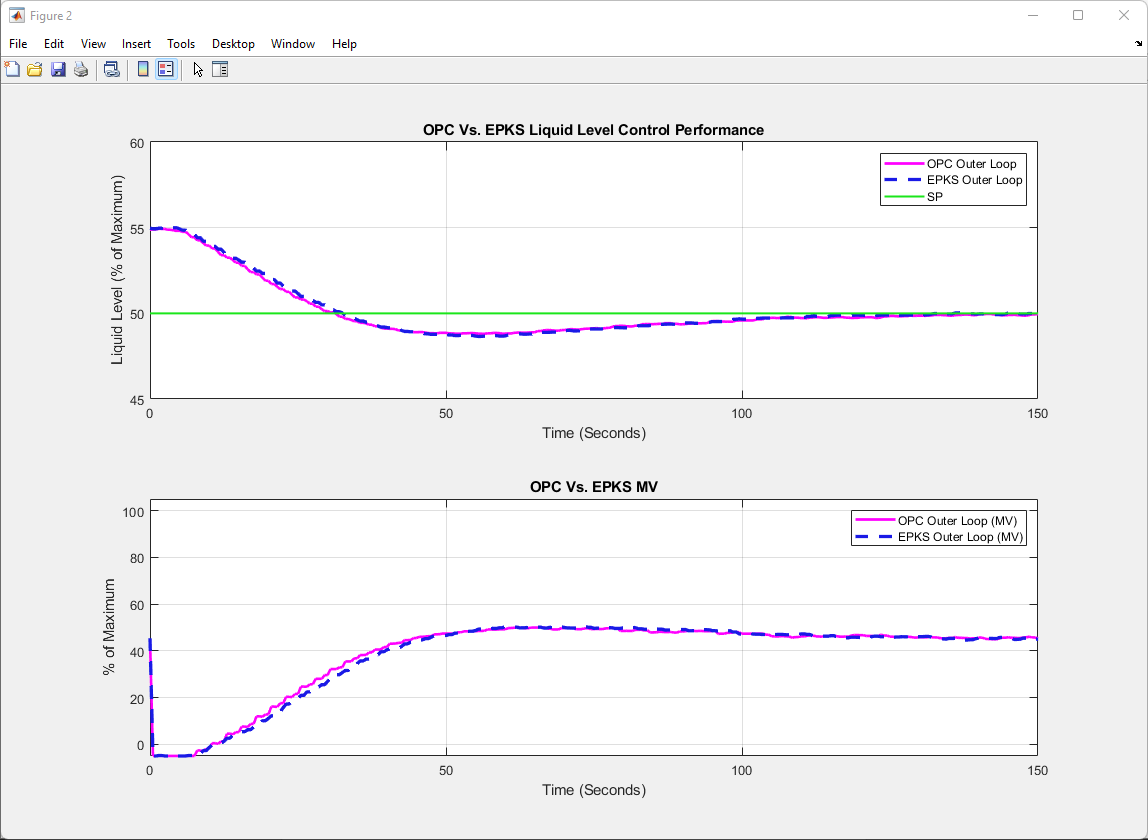 Figure 2
File Edit View Insert Tools Desktop Window Help
OPC Vs. EPKS Liquid Level Control Performance
Liquid Level (% of Maximum)
60
55
50
45
OPC Outer Loop
EPKS Outer Loop
SP
0 50 100 150
Time (Seconds)
OPC Vs. EPKS MV
% of Maximum
100
80
60
40
20
0
OPC Outer Loop (MV)
EPKS Outer Loop (MV)
0 50 100 150
Time (Seconds)